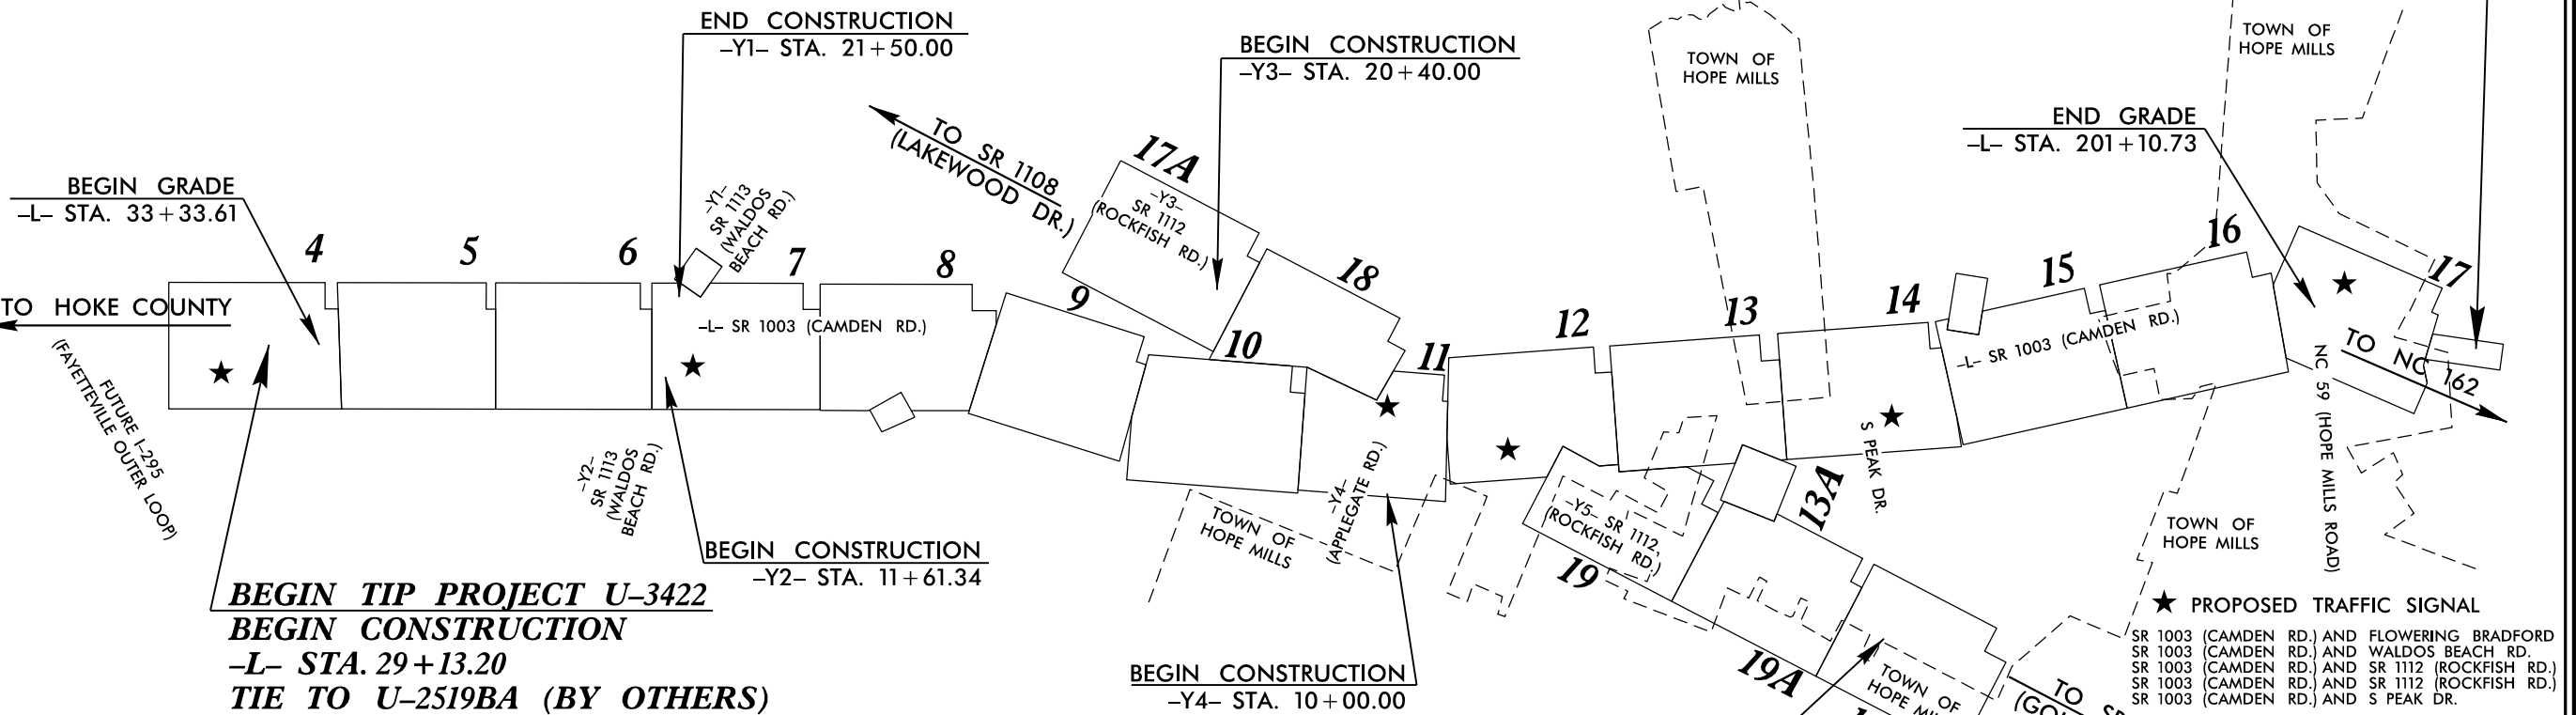 END CONSTRUCTION
–Y1– STA. 21+50.00
BEGIN CONSTRUCTION
–Y3– STA. 20+40.00
TOWN OF
HOPE MILLS
TOWN OF
HOPE MILLS
END GRADE
–L– STA. 201+10.73
TO SR 1108
(LAKEWOOD DR.)
BEGIN GRADE
–L– STA. 33+33.61
–Y1–
SR 1113
(WALDOS
BEACH RD.)
17A
–Y3–
SR 1112
(ROCKFISH RD.)
4
5
6
7
8
9
10
18
11
12
13
14
15
16
17
TO HOKE COUNTY
–L– SR 1003 (CAMDEN RD.)
–L– SR 1003 (CAMDEN RD.)
TO NC 162
FUTURE I–295
(FAYETTEVILLE OUTER LOOP)
–Y2–
SR 1113
(WALDOS
BEACH RD.)
–Y4–
(APPLEGATE RD.)
S PEAK DR.
NC 59 (HOPE MILLS ROAD)
13A
–Y5– SR 1112
(ROCKFISH RD.)
19
TOWN OF
HOPE MILLS
TOWN OF
HOPE MILLS
BEGIN CONSTRUCTION
–Y2– STA. 11+61.34
BEGIN TIP PROJECT U–3422
BEGIN CONSTRUCTION
–L– STA. 29+13.20
TIE TO U–2519BA (BY OTHERS)
BEGIN CONSTRUCTION
–Y4– STA. 10+00.00
19A
TOWN OF
HOPE
TO
★ PROPOSED TRAFFIC SIGNAL
SR 1003 (CAMDEN RD.) AND FLOWERING BRADFORD
SR 1003 (CAMDEN RD.) AND WALDOS BEACH RD.
SR 1003 (CAMDEN RD.) AND SR 1112 (ROCKFISH RD.)
SR 1003 (CAMDEN RD.) AND SR 1112 (ROCKFISH RD.)
SR 1003 (CAMDEN RD.) AND S PEAK DR.